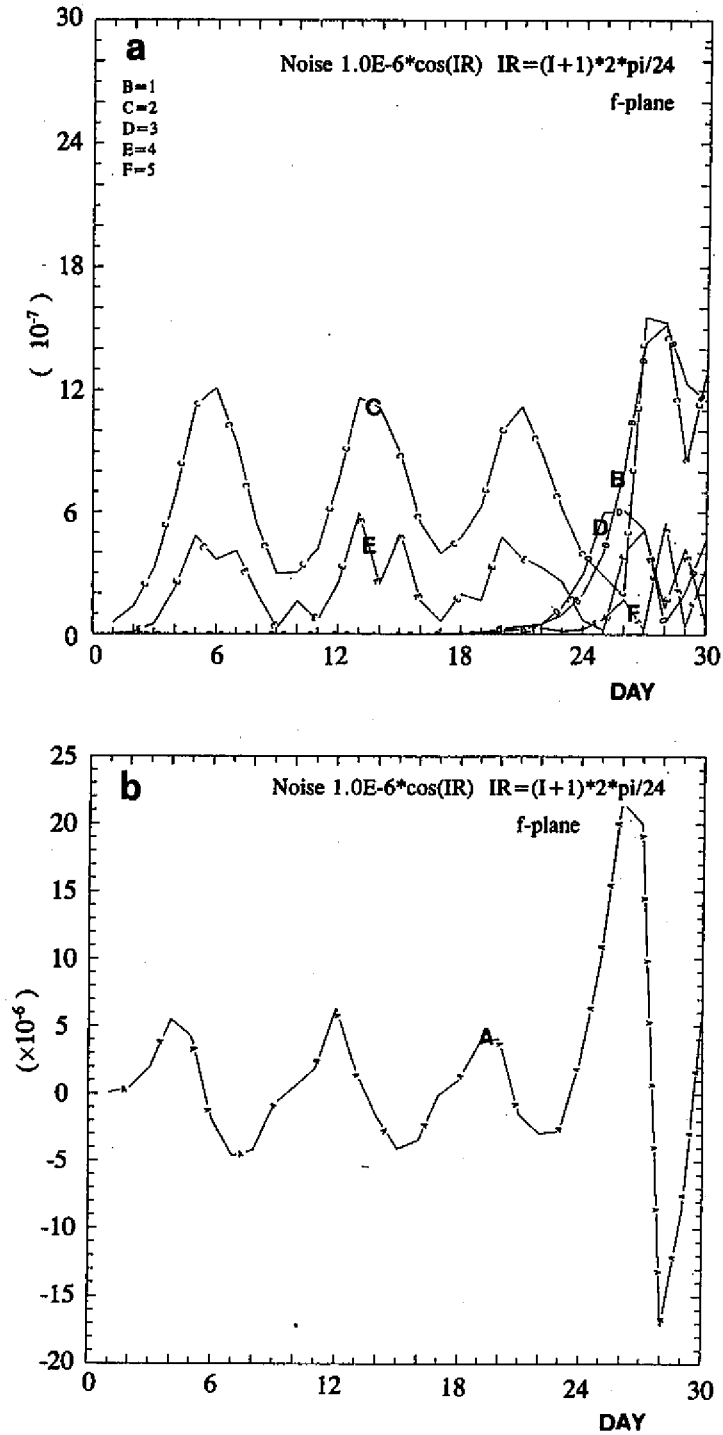 30
a
Noise 1.0E-6*cos(IR) IR=(I+1)*2*pi/24
f-plane
B=1
C=2
D=3
E=4
F=5
24
18
( 10-7 )
12
C
B
6
D
E
F
0
0 6 12 18 24 30
DAY
25
b
Noise 1.0E-6*cos(IR) IR=(I+1)*2*pi/24
f-plane
20
15
10
(×10-6)
5
A
0
-5
-10
-15
-20
0 6 12 18 24 30
DAY